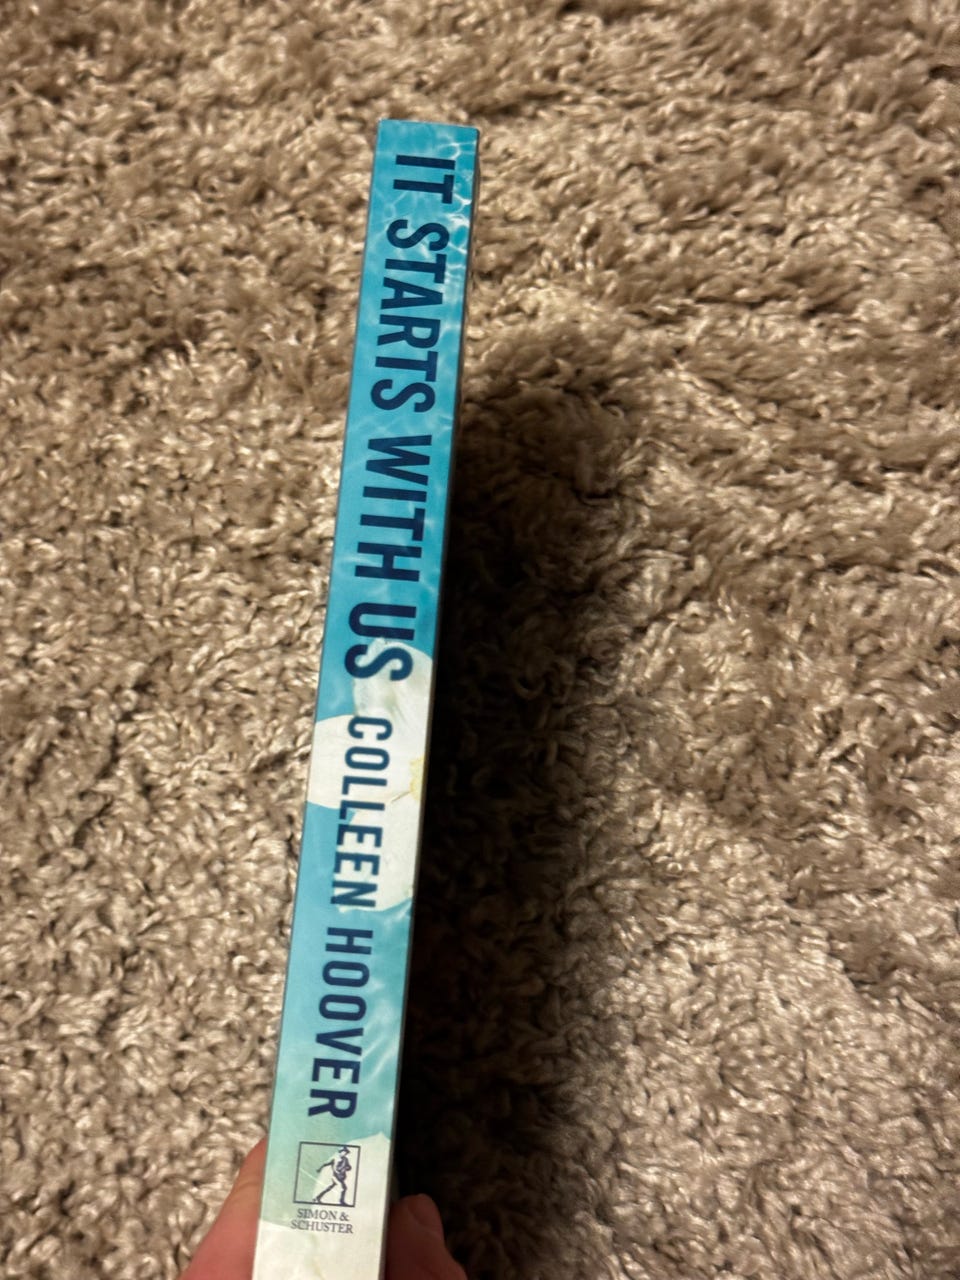 IT STARTS WITH US
COLLEEN HOOVER
SIMON &
SCHUSTER